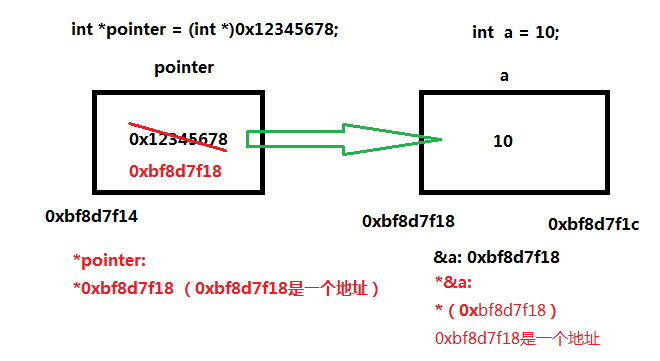 int *pointer = (int *)0x12345678;
int a = 10;
pointer
a
0x12345678
0xbf8d7f18
10
0xbf8d7f14
0xbf8d7f18
0xbf8d7f1c
*pointer:
*0xbf8d7f18 （0xbf8d7f18是一个地址）
&a: 0xbf8d7f18
*&a:
*（0xbf8d7f18）
0xbf8d7f18是一个地址